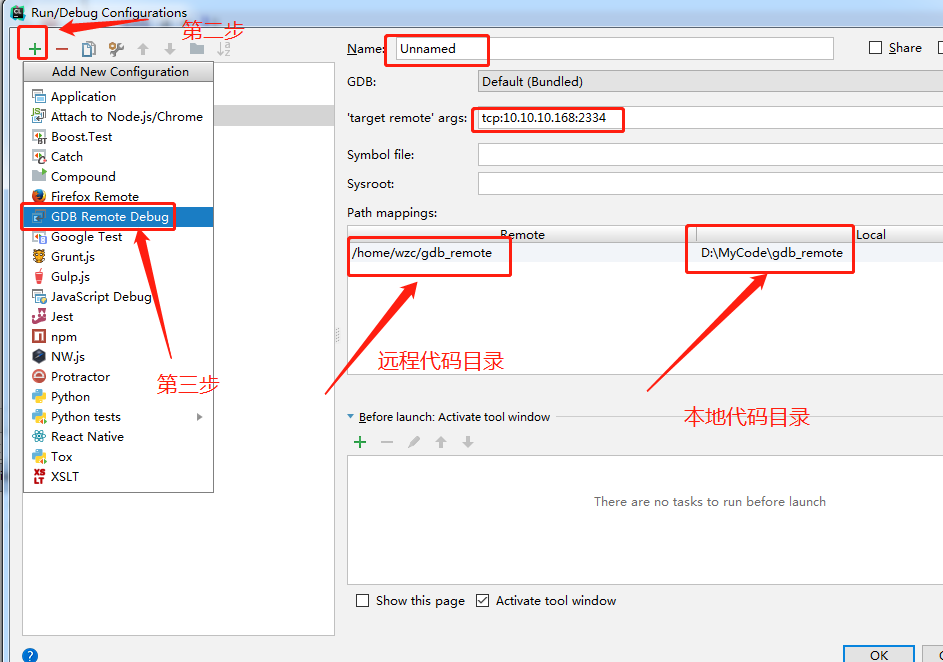 Run/Debug Configurations
第二步
Add New Configuration
Application
Attach to Node.js/Chrome
Boost.Test
Catch
Compound
Firefox Remote
GDB Remote Debug
Google Test
Grunt.js
Gulp.js
JavaScript Debug
Jest
npm
NW.js
Protractor
第三步
Python
Python tests
React Native
Tox
XSLT
Name:
Unnamed
Share
GDB:
Default (Bundled)
'target remote' args:
tcp:10.10.10.168:2334
Symbol file:
Sysroot:
Path mappings:
Remote
Local
/home/wzc/gdb_remote
D:\MyCode\gdb_remote
远程代码目录
本地代码目录
Before launch: Activate tool window
There are no tasks to run before launch
Show this page
Activate tool window
?
OK